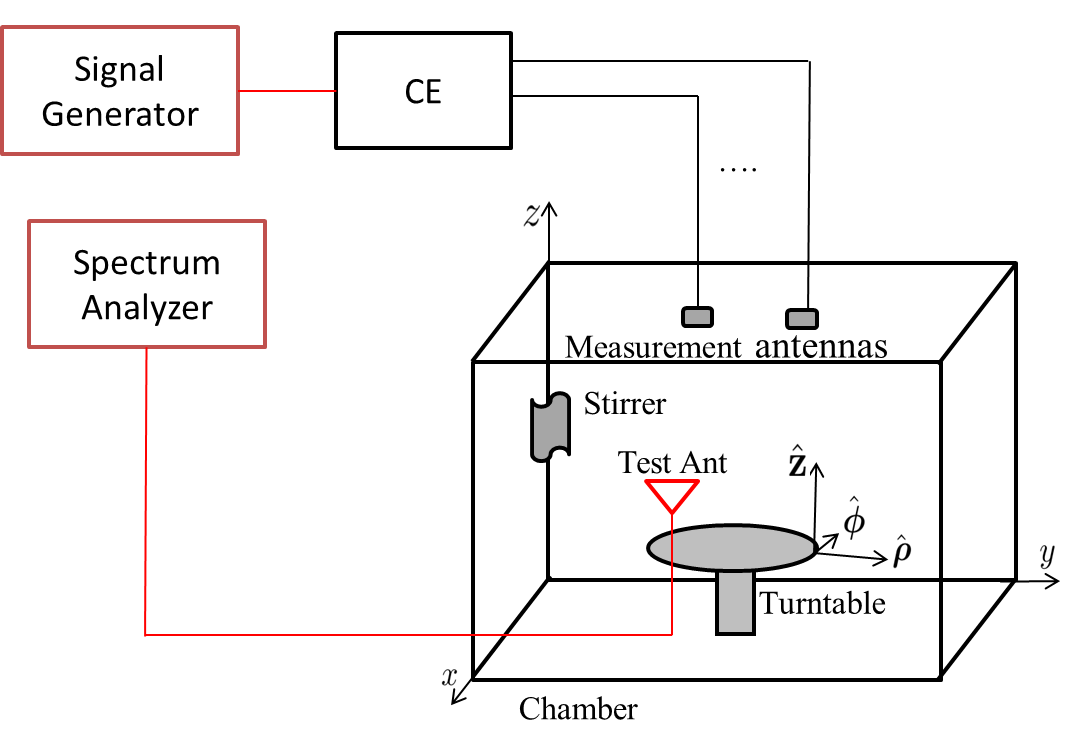 Signal
Generator
CE
....
z
Spectrum
Analyzer
Measurement antennas
Stirrer
Test Ant
ẑ
ϕ̂
ρ̂
y
Turntable
x
Chamber